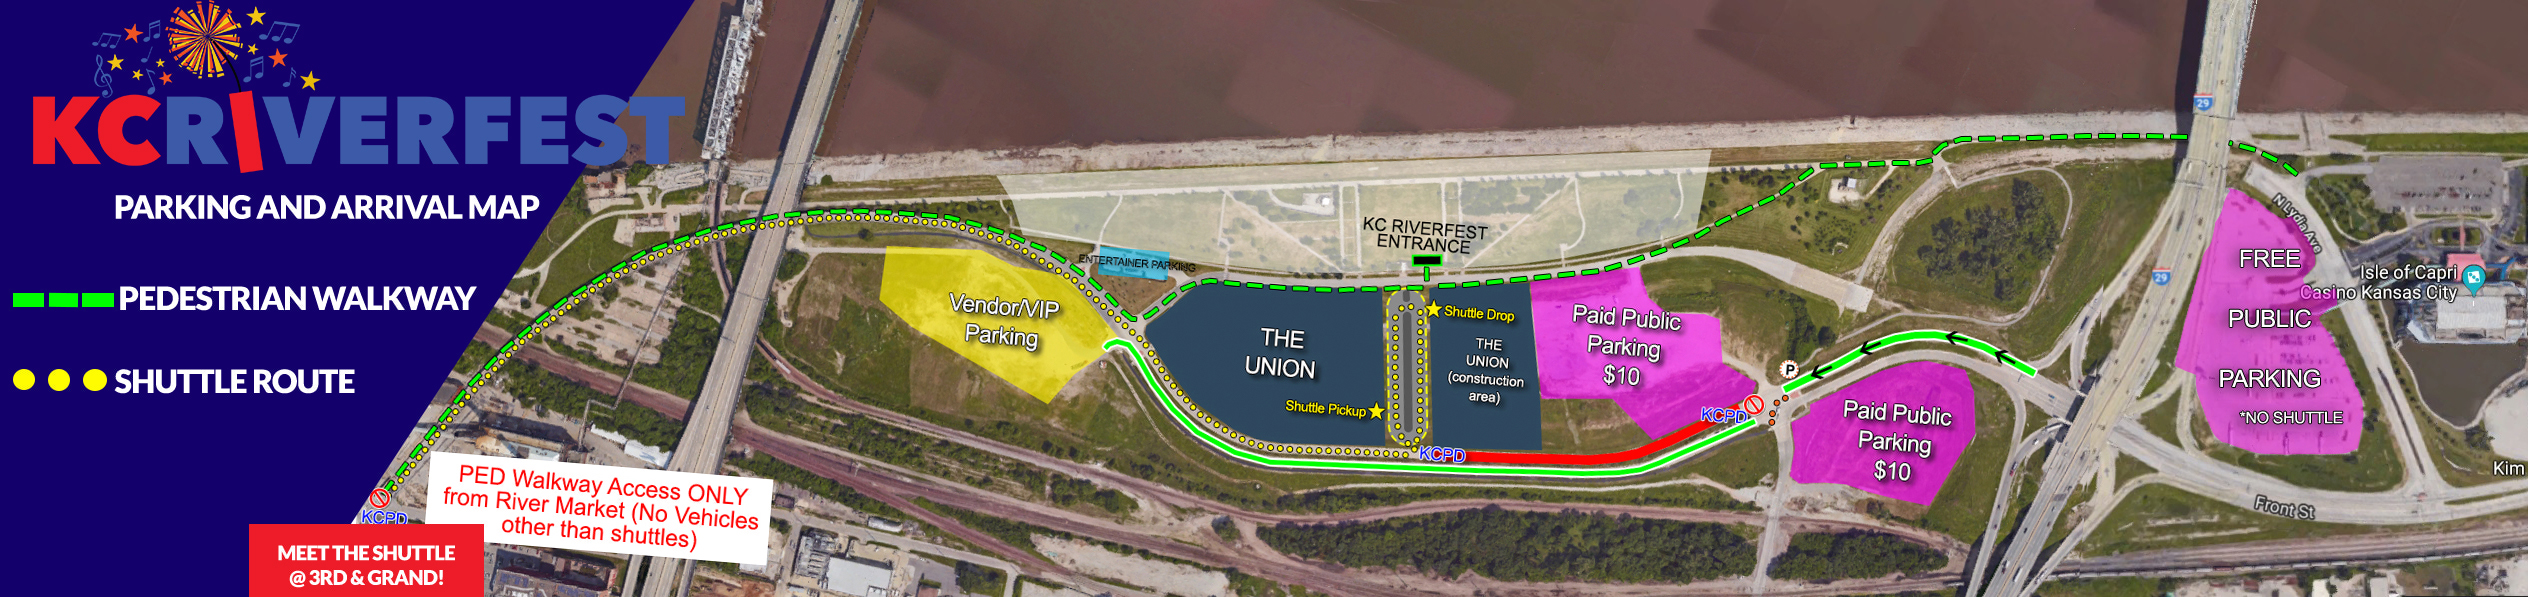 KCRIVERFEST
PARKING AND ARRIVAL MAP
PEDESTRIAN WALKWAY
SHUTTLE ROUTE
KCPD
MEET THE SHUTTLE
@ 3RD & GRAND!
PED Walkway Access ONLY
from River Market (No Vehicles
other than shuttles)
Vendor/VIP
Parking
ENTERTAINER PARKING
KC RIVERFEST
ENTRANCE
THE
UNION
Shuttle Drop
Shuttle Pickup
THE
UNION
(construction
area)
KCPD
Paid Public
Parking
$10
KCPD
P
Paid Public
Parking
$10
29
29
N Lydia Ave
FREE
PUBLIC
PARKING
*NO SHUTTLE
Isle of Capri
Casino Kansas City
Front St
Kim